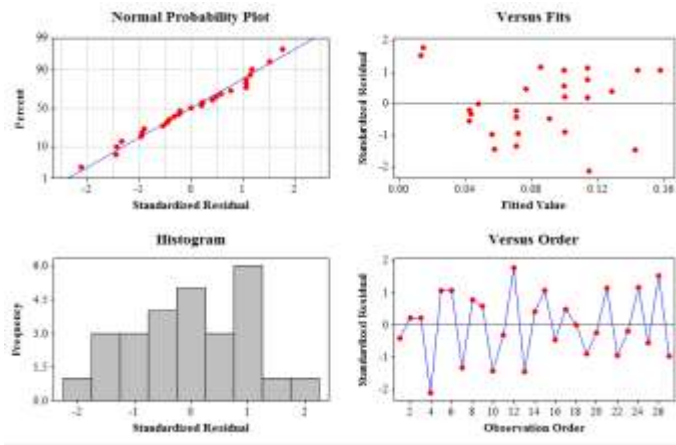 Normal Probability Plot
99
90
50
10
1
Percent
-2 -1 0 1 2
Standardized Residual
Versus Fits
2
1
0
-1
-2
Standardized Residual
0.00 0.04 0.08 0.12 0.16
Fitted Value
Histogram
6.0
4.5
3.0
1.5
0.0
Frequency
-2 -1 0 1 2
Standardized Residual
Versus Order
2
1
0
-1
-2
Standardized Residual
2 4 6 8 10 12 14 16 18 20 22 24 26 28
Observation Order